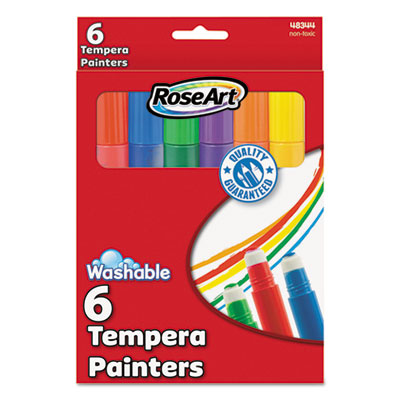 6
Tempera
Painters
48344
non-toxic
RoseArt
QUALITY
GUARANTEED
Washable
6
Tempera
Painters